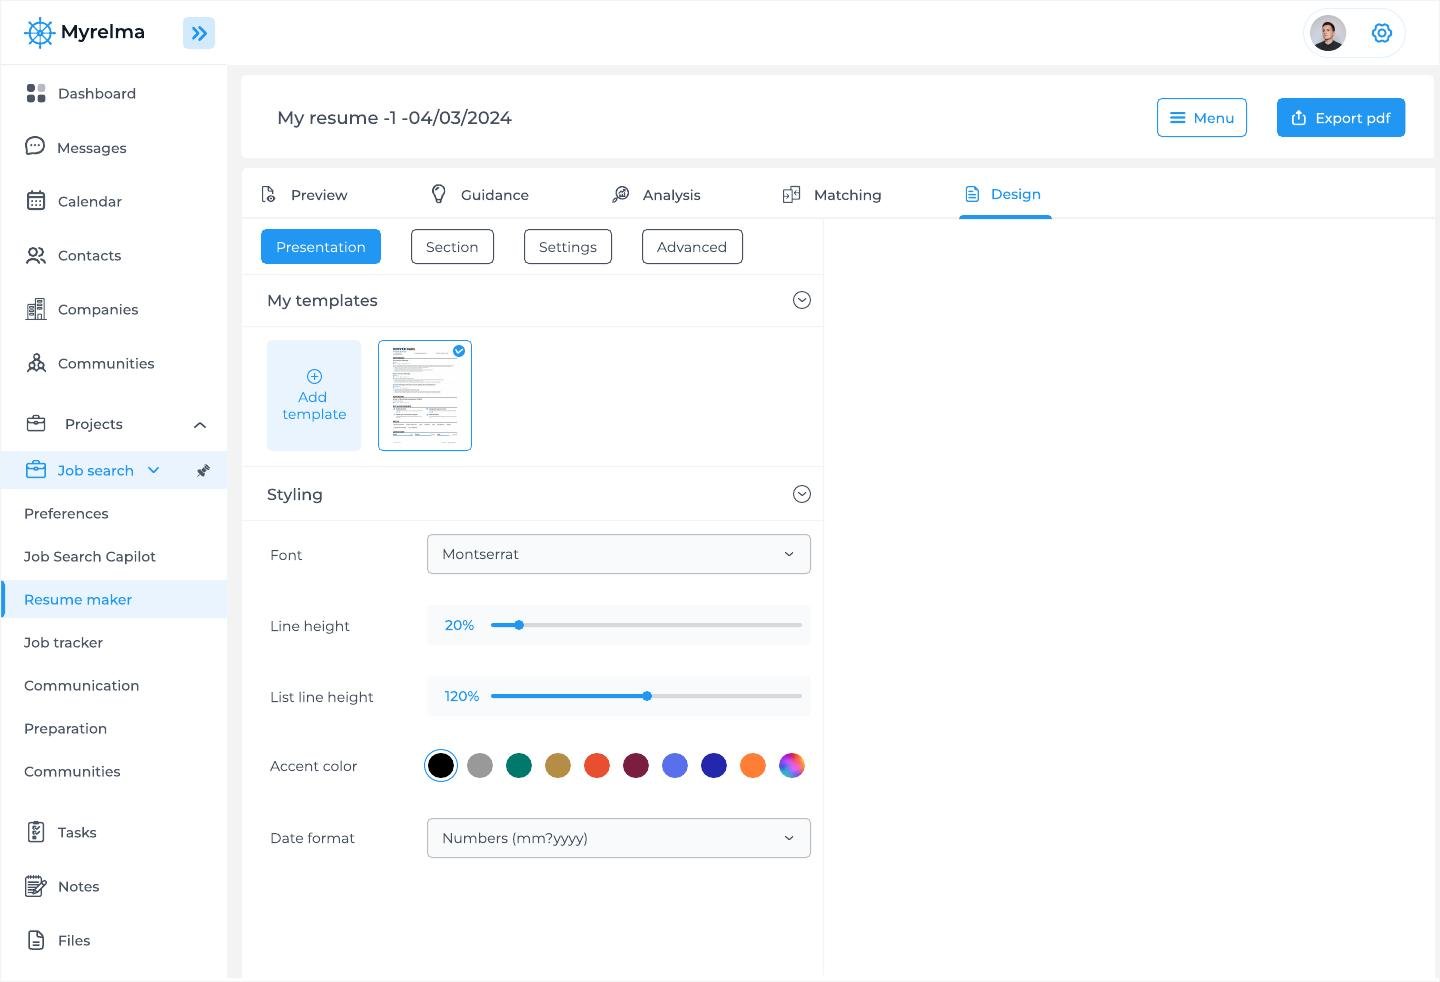 Myrelma
Dashboard
Messages
Calendar
Contacts
Companies
Communities
Projects
Job search
Preferences
Job Search Capilot
Resume maker
Job tracker
Communication
Preparation
Communities
Tasks
Notes
Files
My resume -1 -04/03/2024
Menu
Export pdf
Preview
Guidance
Analysis
Matching
Design
Presentation
Section
Settings
Advanced
My templates
Add
template
Styling
Font
Montserrat
Line height
20%
List line height
120%
Accent color
Date format
Numbers (mm?yyyy)